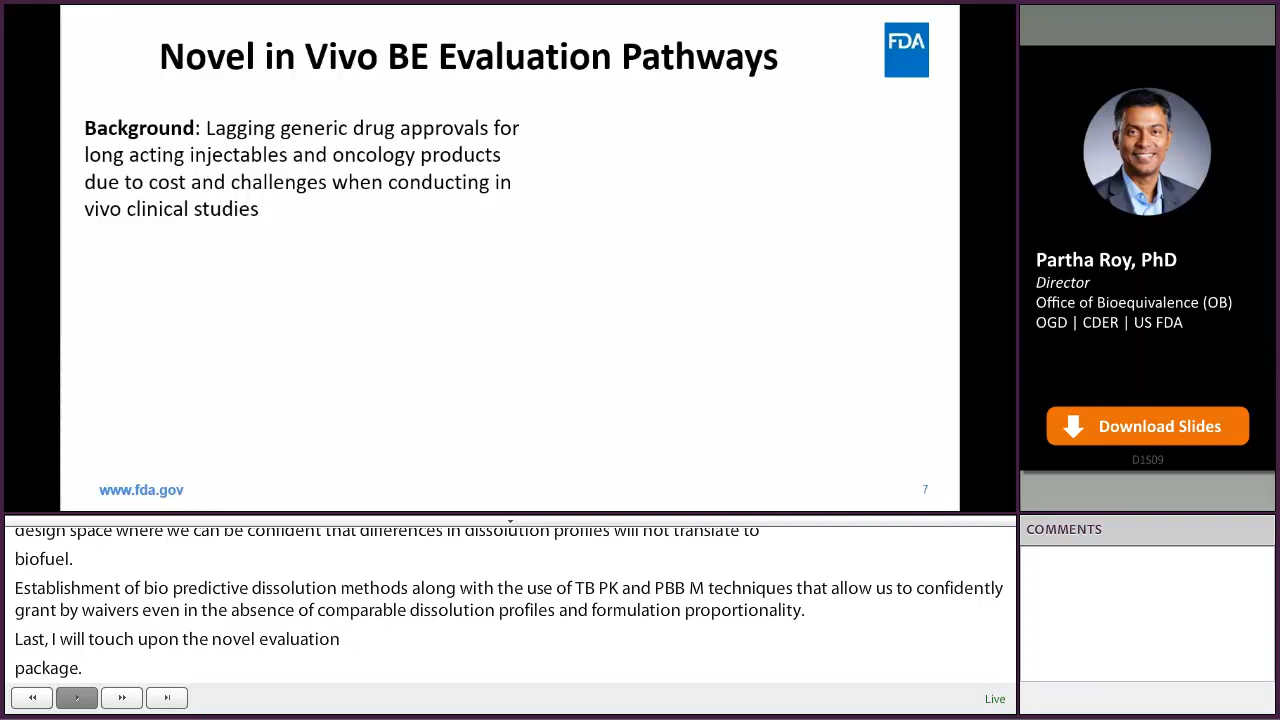 Novel in Vivo BE Evaluation Pathways
FDA
Background: Lagging generic drug approvals for
long acting injectables and oncology products
due to cost and challenges when conducting in
vivo clinical studies
www.fda.gov
7
Partha Roy, PhD
Director
Office of Bioequivalence (OB)
OGD | CDER | US FDA
Download Slides
D1S09
design space where we can be confident that differences in dissolution profiles will not translate to
biofuel.
Establishment of bio predictive dissolution methods along with the use of TB PK and PBB M techniques that allow us to confidently
grant by waivers even in the absence of comparable dissolution profiles and formulation proportionality.
Last, I will touch upon the novel evaluation
package.
Live
COMMENTS